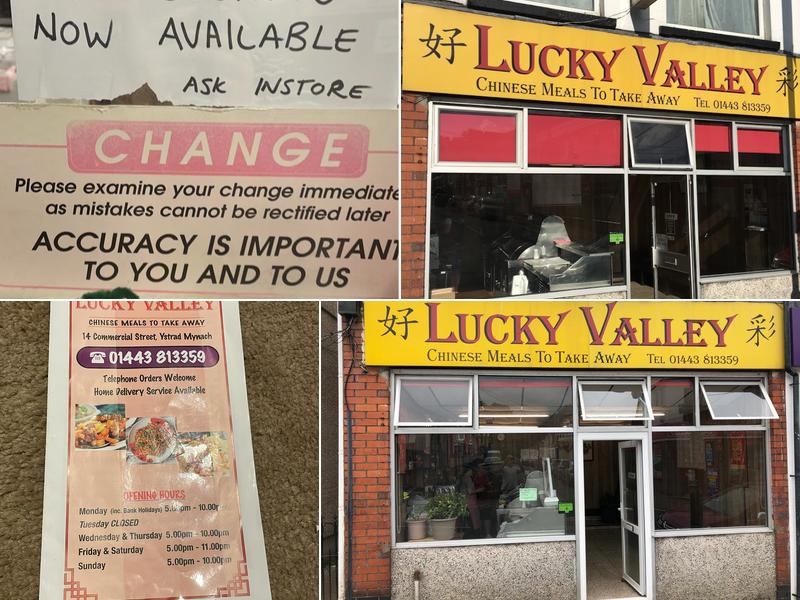 NOW AVAILABLE
ASK INSTORE
CHANGE
Please examine your change immediate
as mistakes cannot be rectified later
ACCURACY IS IMPORTANT
TO YOU AND TO US
好 LUCKY VALLEY 彩
CHINESE MEALS TO TAKE AWAY TEL 01443 813359
LUCKY VALLEY
CHINESE MEALS TO TAKE AWAY
14 Commercial Street, Ystrad Mynach
☎ 01443 813359
Telephone Orders Welcome
Home Delivery Service Available
OPENING HOURS
Monday (inc. Bank Holidays) 5.00pm - 10.00pm
Tuesday CLOSED
Wednesday & Thursday 5.00pm - 10.00pm
Friday & Saturday 5.00pm - 11.00pm
Sunday 5.00pm - 10.00pm
好 LUCKY VALLEY 彩
CHINESE MEALS TO TAKE AWAY TEL 01443 813359